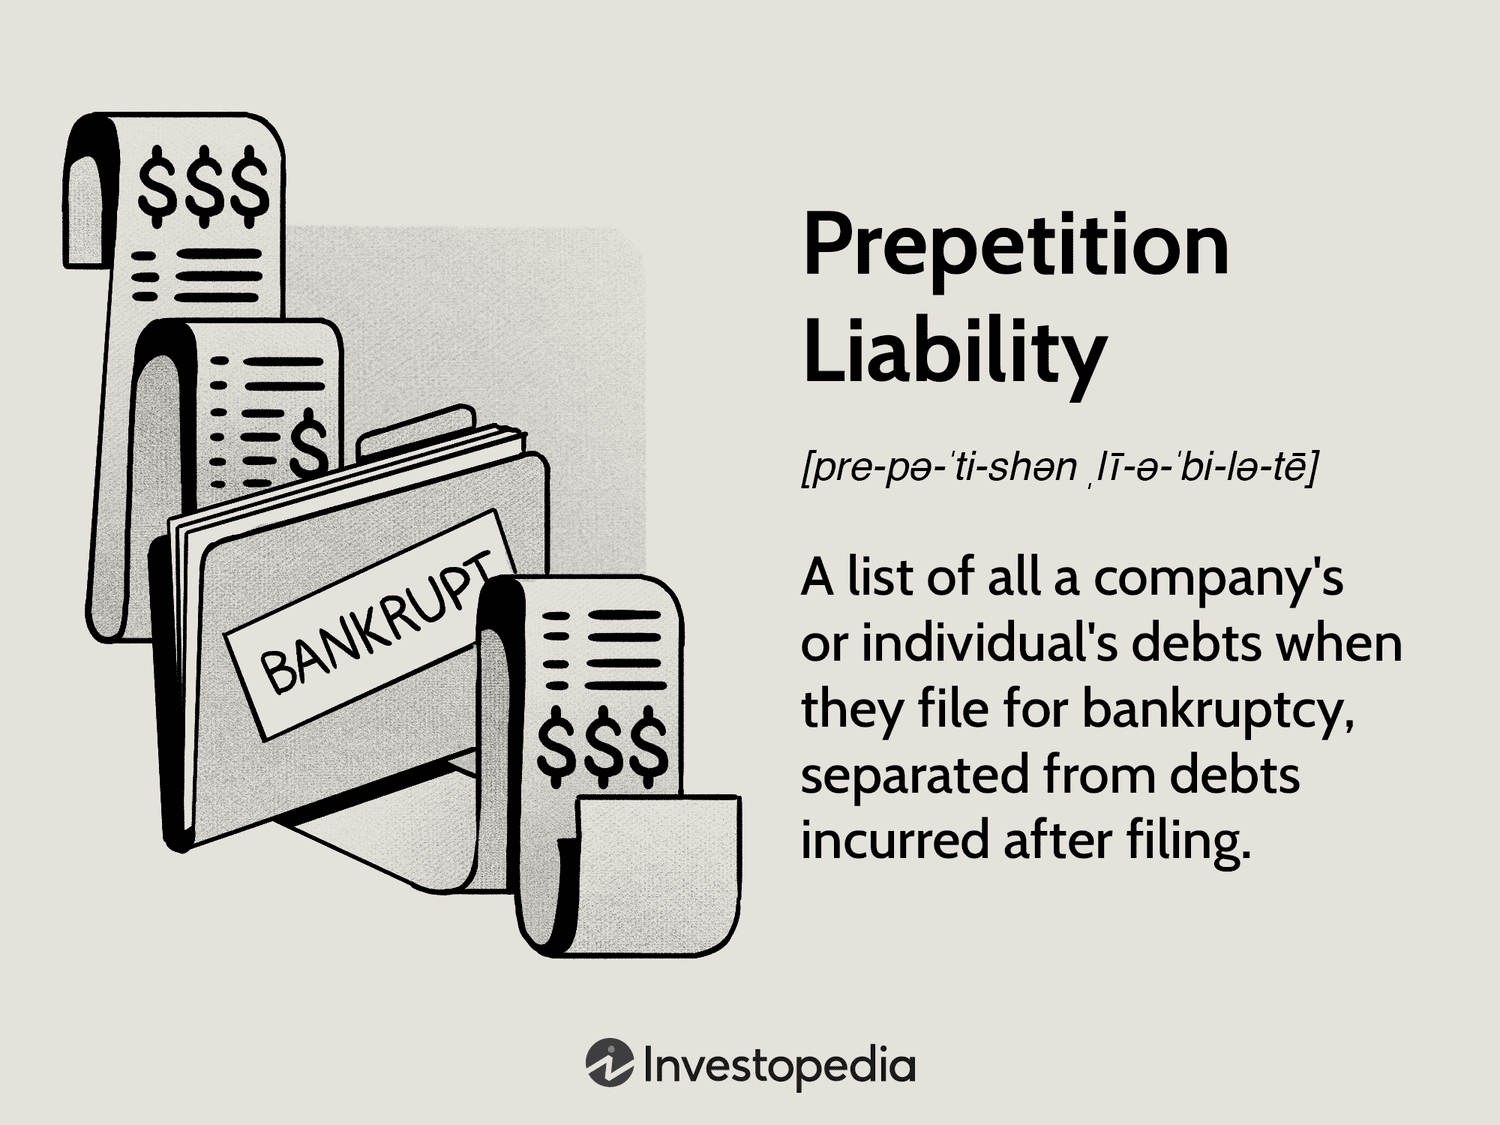 $$$
$
BANKRUPT
$$$
Prepetition
Liability
[pre-pə-ˈti-shən ˌlī-ə-ˈbi-lə-tē]
A list of all a company's
or individual's debts when
they file for bankruptcy,
separated from debts
incurred after filing.
Investopedia